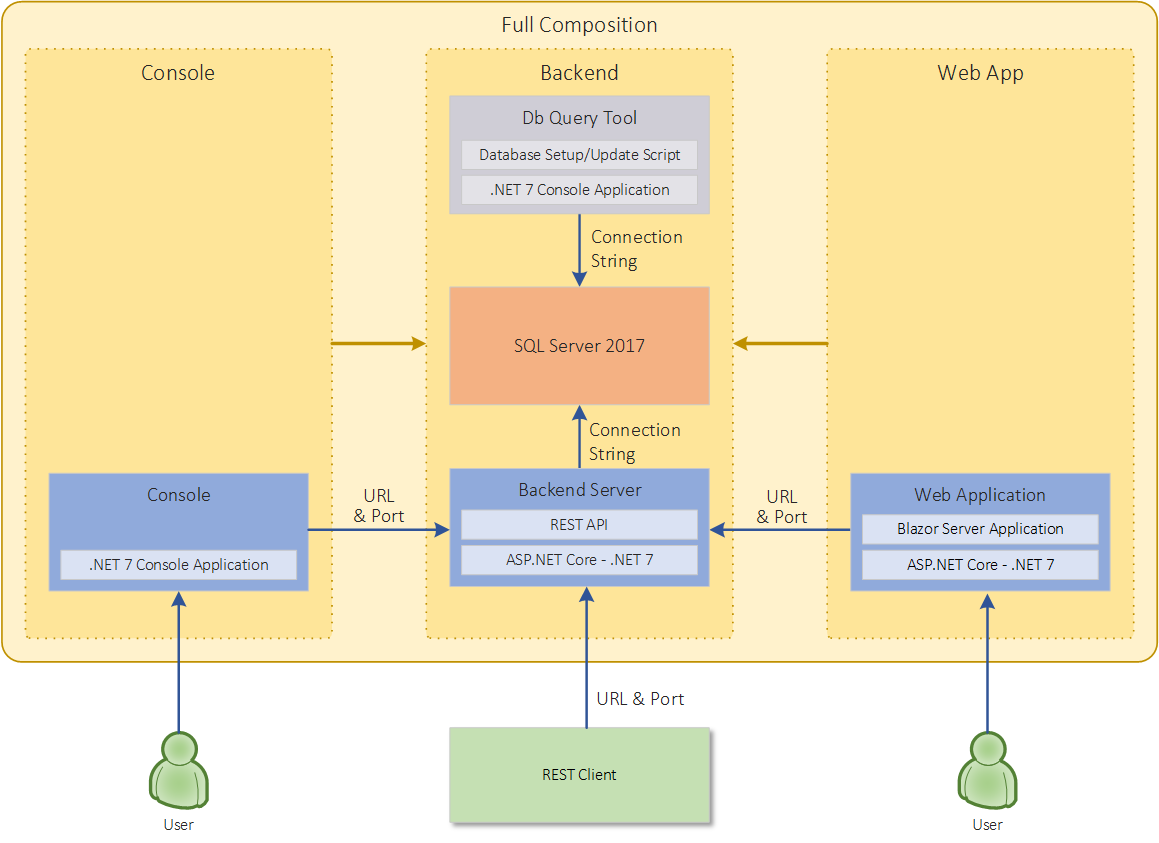 Full Composition
Console
Backend
Web App
Db Query Tool
Database Setup/Update Script
.NET 7 Console Application
Connection
String
SQL Server 2017
Connection
String
Console
.NET 7 Console Application
URL
& Port
Backend Server
REST API
ASP.NET Core - .NET 7
URL
& Port
Web Application
Blazor Server Application
ASP.NET Core - .NET 7
URL & Port
User
REST Client
User